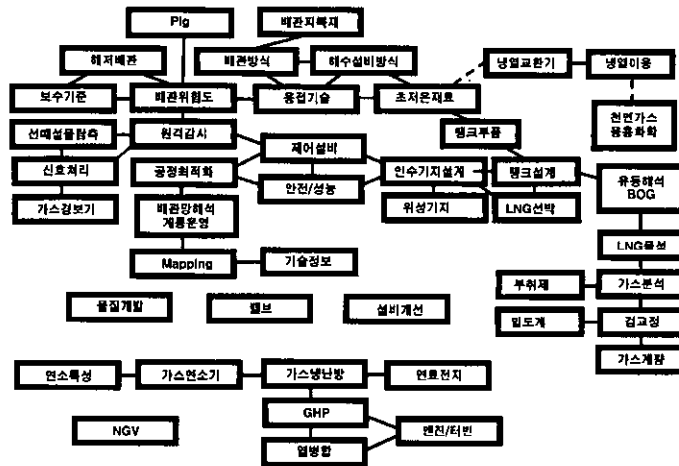 Pig
배관피복재
해저배관
배관방식
해수설비방식
냉열교환기
냉열이용
보수기준
배관위험도
용접기술
초저온재료
천연가스
응용화학
선매설물탐측
원격감시
탱크부품
제어설비
신호처리
공정최적화
인수기지설계
탱크설계
유동해석
BOG
안전/성능
가스경보기
배관망해석
계통운영
위성기지
LNG선박
Mapping
기술정보
LNG물성
부취제
가스분석
물질개발
밸브
설비개선
밀도계
검교정
가스계량
연소특성
가스연소기
가스냉난방
연료전지
GHP
NGV
엔진/터빈
열병합